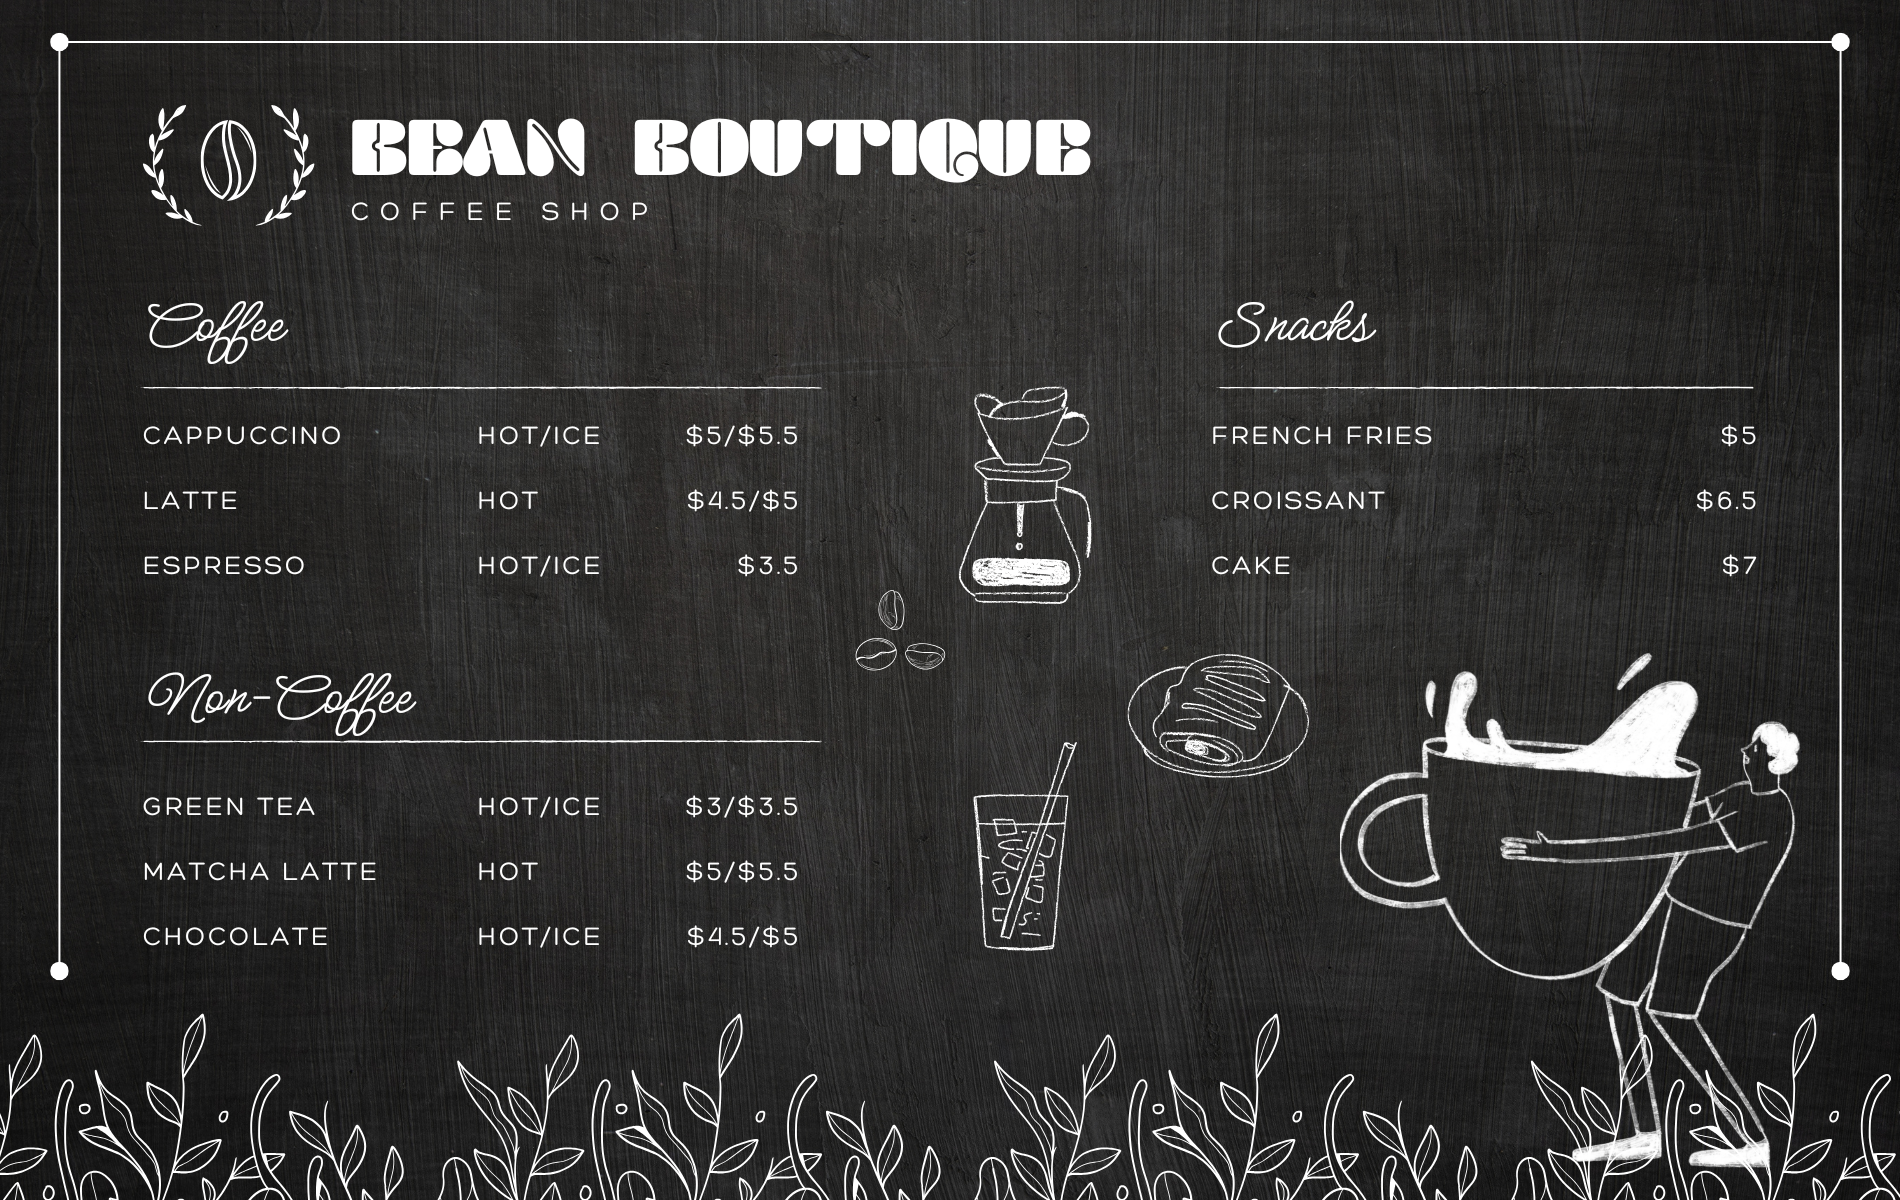 BEAN BOUTIQUE
COFFEE SHOP
Coffee
CAPPUCCINO HOT/ICE $5/$5.5
LATTE HOT $4.5/$5
ESPRESSO HOT/ICE $3.5
Non-Coffee
GREEN TEA HOT/ICE $3/$3.5
MATCHA LATTE HOT $5/$5.5
CHOCOLATE HOT/ICE $4.5/$5
Snacks
FRENCH FRIES $5
CROISSANT $6.5
CAKE $7